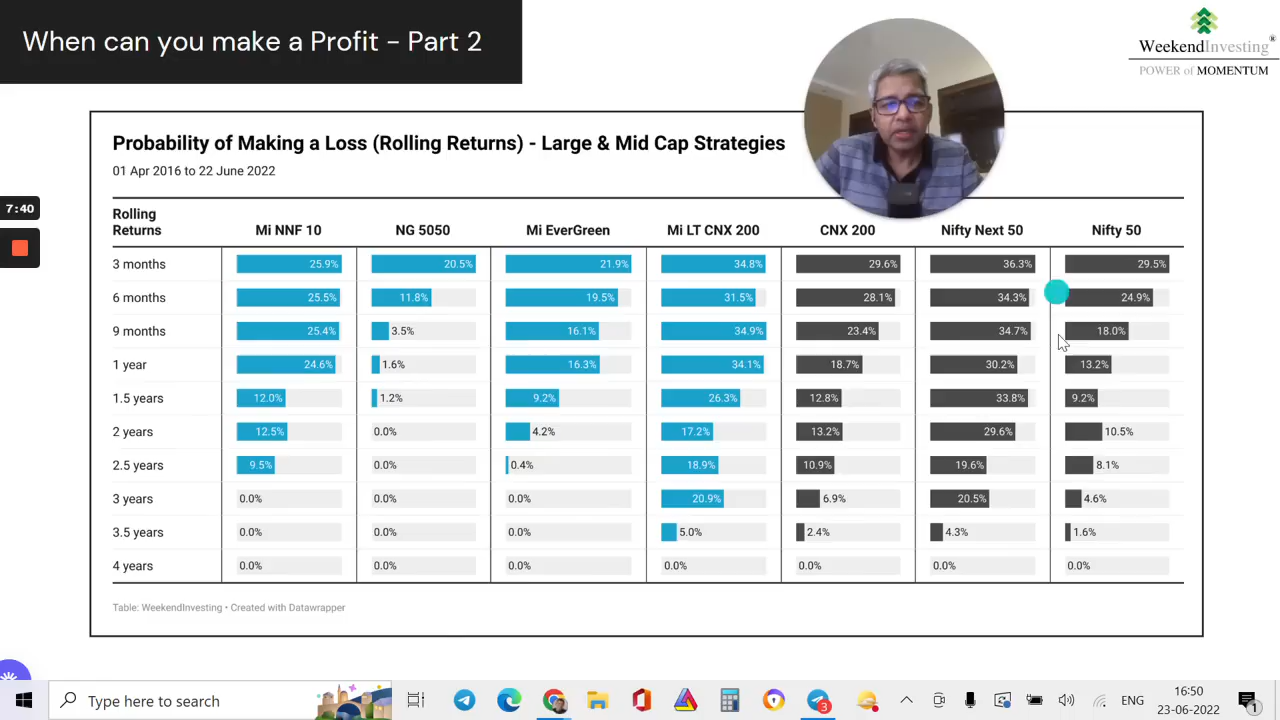 When can you make a Profit - Part 2
WeekendInvesting®
POWER of MOMENTUM
Probability of Making a Loss (Rolling Returns) - Large & Mid Cap Strategies
01 Apr 2016 to 22 June 2022
7:40
Rolling Returns Mi NNF 10 NG 5050 Mi EverGreen Mi LT CNX 200 CNX 200 Nifty Next 50 Nifty 50
3 months 25.9% 20.5% 21.9% 34.8% 29.6% 36.3% 29.5%
6 months 25.5% 11.8% 19.5% 31.5% 28.1% 34.3% 24.9%
9 months 25.4% 3.5% 16.1% 34.9% 23.4% 34.7% 18.0%
1 year 24.6% 1.6% 16.3% 34.1% 18.7% 30.2% 13.2%
1.5 years 12.0% 1.2% 9.2% 26.3% 12.8% 33.8% 9.2%
2 years 12.5% 0.0% 4.2% 17.2% 13.2% 29.6% 10.5%
2.5 years 9.5% 0.0% 0.4% 18.9% 10.9% 19.6% 8.1%
3 years 0.0% 0.0% 0.0% 20.9% 6.9% 20.5% 4.6%
3.5 years 0.0% 0.0% 0.0% 5.0% 2.4% 4.3% 1.6%
4 years 0.0% 0.0% 0.0% 0.0% 0.0% 0.0% 0.0%
Table: WeekendInvesting • Created with Datawrapper
Type here to search
3
ENG
16:50
23-06-2022
1